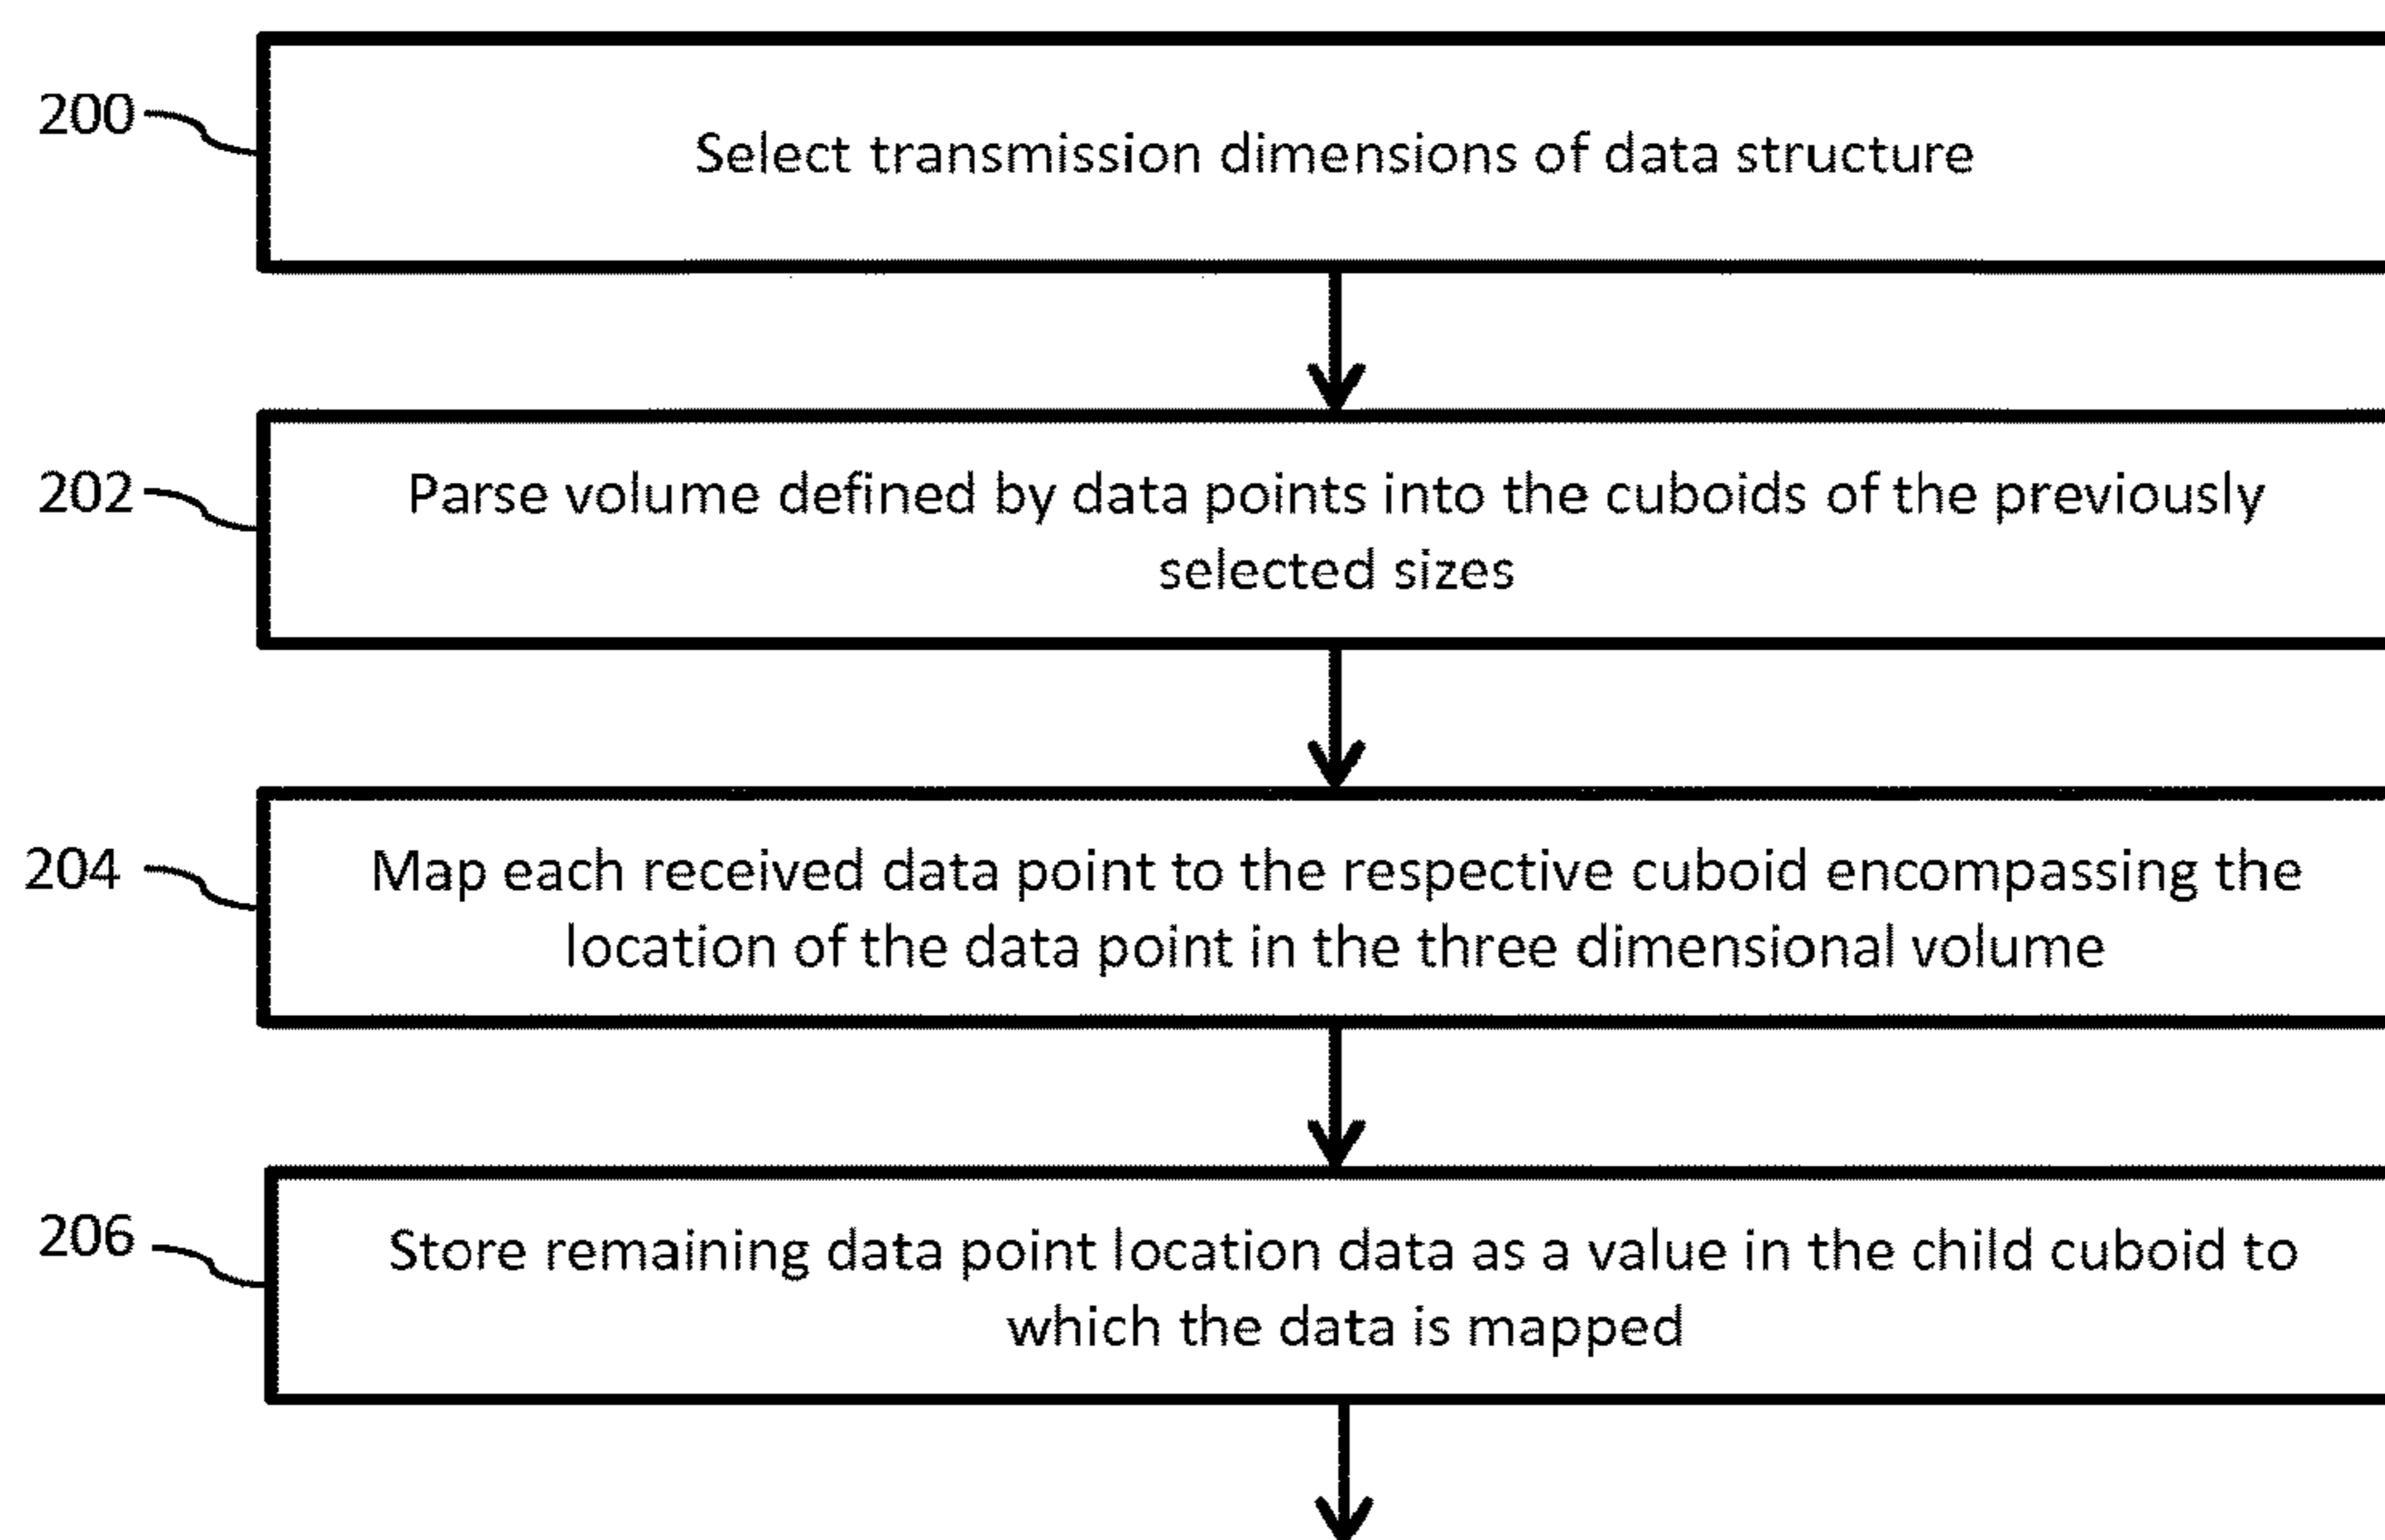 200
Select transmission dimensions of data structure
202
Parse volume defined by data points into the cuboids of the previously
selected sizes
204
Map each received data point to the respective cuboid encompassing the
location of the data point in the three dimensional volume
206
Store remaining data point location data as a value in the child cuboid to
which the data is mapped